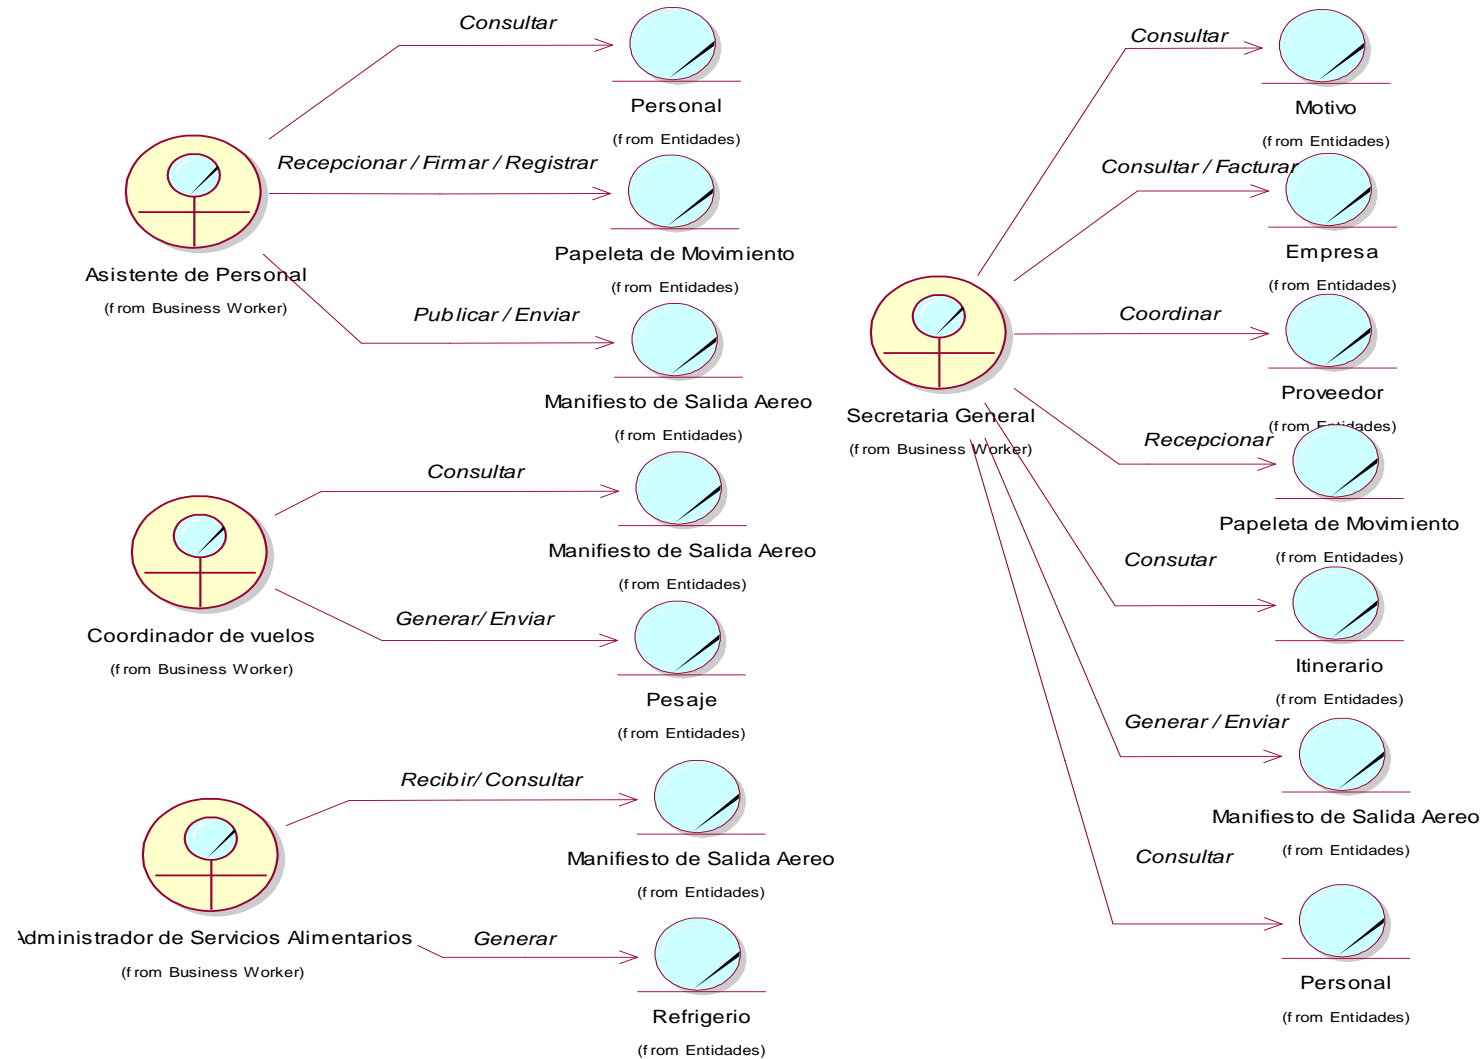 Consultar
Personal
(from Entidades)
Recepcionar / Firmar / Registrar
Asistente de Personal
(from Business Worker)
Papeleta de Movimiento
(from Entidades)
Publicar / Enviar
Manifiesto de Salida Aereo
(from Entidades)
Consultar
Manifiesto de Salida Aereo
(from Entidades)
Coordinador de vuelos
(from Business Worker)
Generar/ Enviar
Pesaje
(from Entidades)
Recibir/ Consultar
Manifiesto de Salida Aereo
(from Entidades)
Administrador de Servicios Alimentarios
(from Business Worker)
Generar
Refrigerio
(from Entidades)
Consultar
Motivo
(from Entidades)
Consultar / Facturar
Empresa
(from Entidades)
Coordinar
Proveedor
(from Entidades)
Secretaria General
(from Business Worker)
Recepcionar
Papeleta de Movimiento
(from Entidades)
Consutar
Itinerario
(from Entidades)
Generar / Enviar
Manifiesto de Salida Aereo
(from Entidades)
Consultar
Personal
(from Entidades)